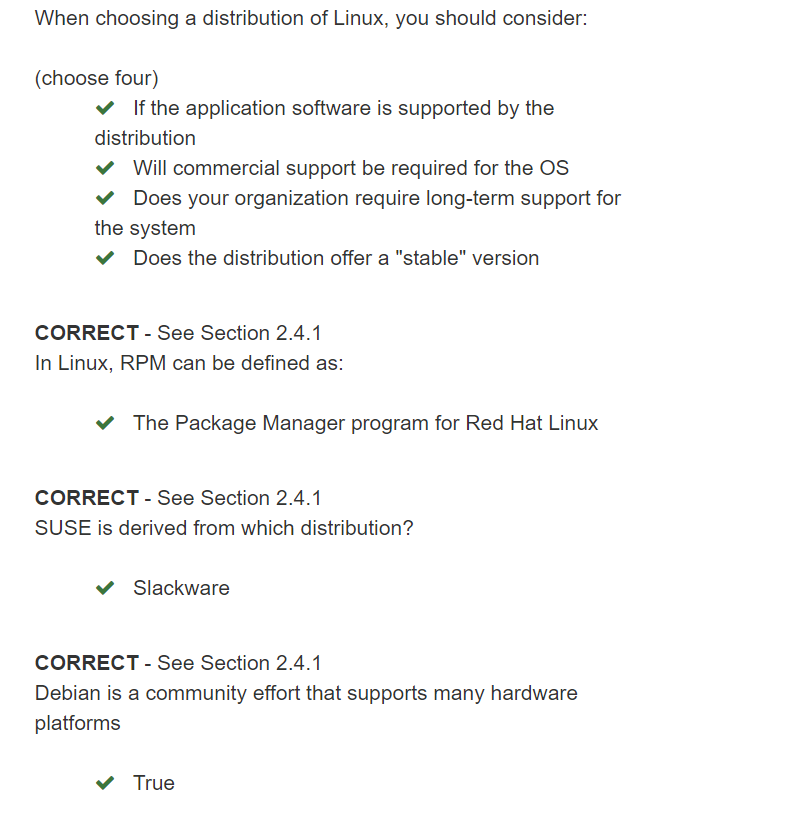 When choosing a distribution of Linux, you should consider:
(choose four)
If the application software is supported by the
distribution
Will commercial support be required for the OS
Does your organization require long-term support for
the system
Does the distribution offer a "stable" version
CORRECT - See Section 2.4.1
In Linux, RPM can be defined as:
The Package Manager program for Red Hat Linux
CORRECT - See Section 2.4.1
SUSE is derived from which distribution?
Slackware
CORRECT - See Section 2.4.1
Debian is a community effort that supports many hardware
platforms
True